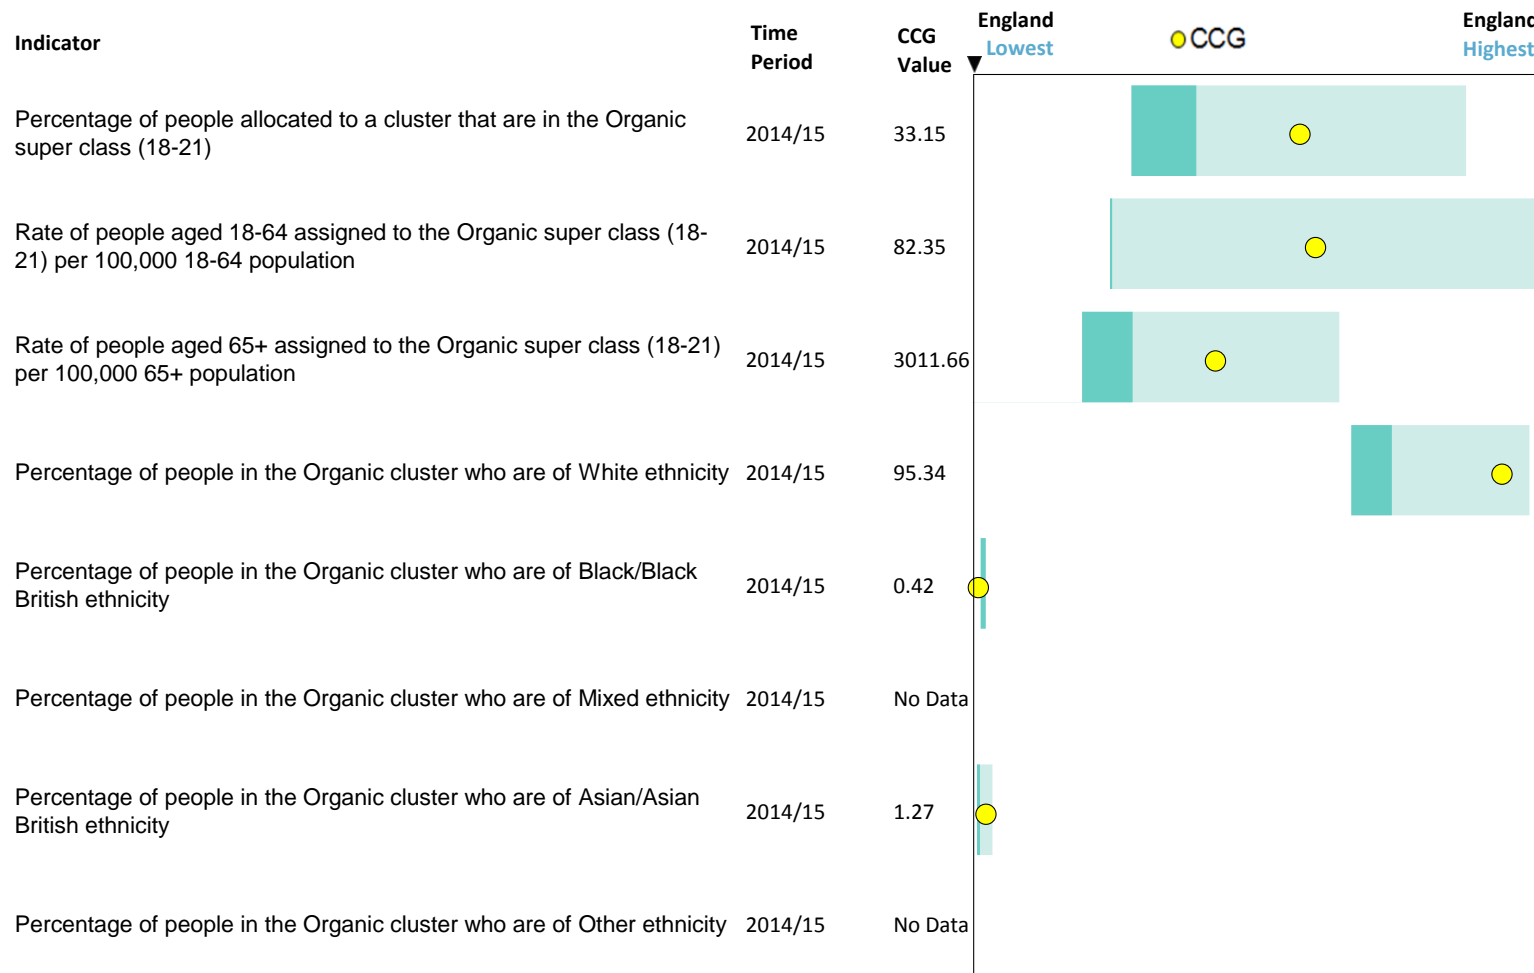 Indicator
Time Period
CCG Value
England Lowest
CCG
England Highest
Percentage of people allocated to a cluster that are in the Organic
super class (18-21)
2014/15
33.15
Rate of people aged 18-64 assigned to the Organic super class (18-
21) per 100,000 18-64 population
2014/15
82.35
Rate of people aged 65+ assigned to the Organic super class (18-21)
per 100,000 65+ population
2014/15
3011.66
Percentage of people in the Organic cluster who are of White ethnicity
2014/15
95.34
Percentage of people in the Organic cluster who are of Black/Black
British ethnicity
2014/15
0.42
Percentage of people in the Organic cluster who are of Mixed ethnicity
2014/15
No Data
Percentage of people in the Organic cluster who are of Asian/Asian
British ethnicity
2014/15
1.27
Percentage of people in the Organic cluster who are of Other ethnicity
2014/15
No Data